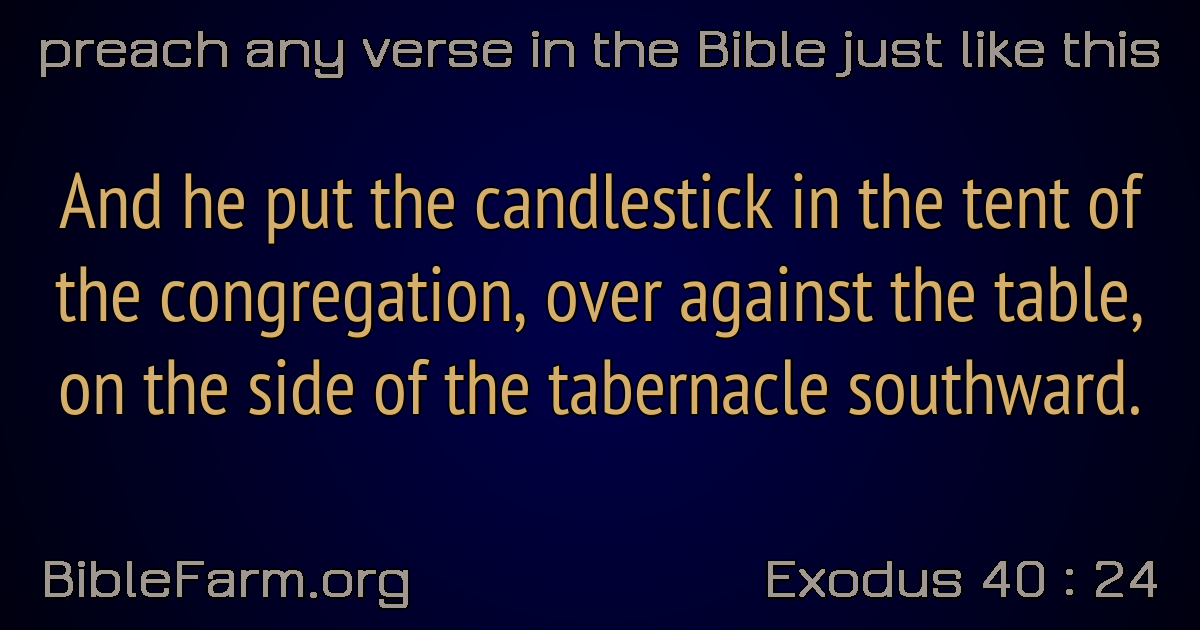 preach any verse in the Bible just like this
And he put the candlestick in the tent of
the congregation, over against the table,
on the side of the tabernacle southward.
BibleFarm.org
Exodus 40 : 24